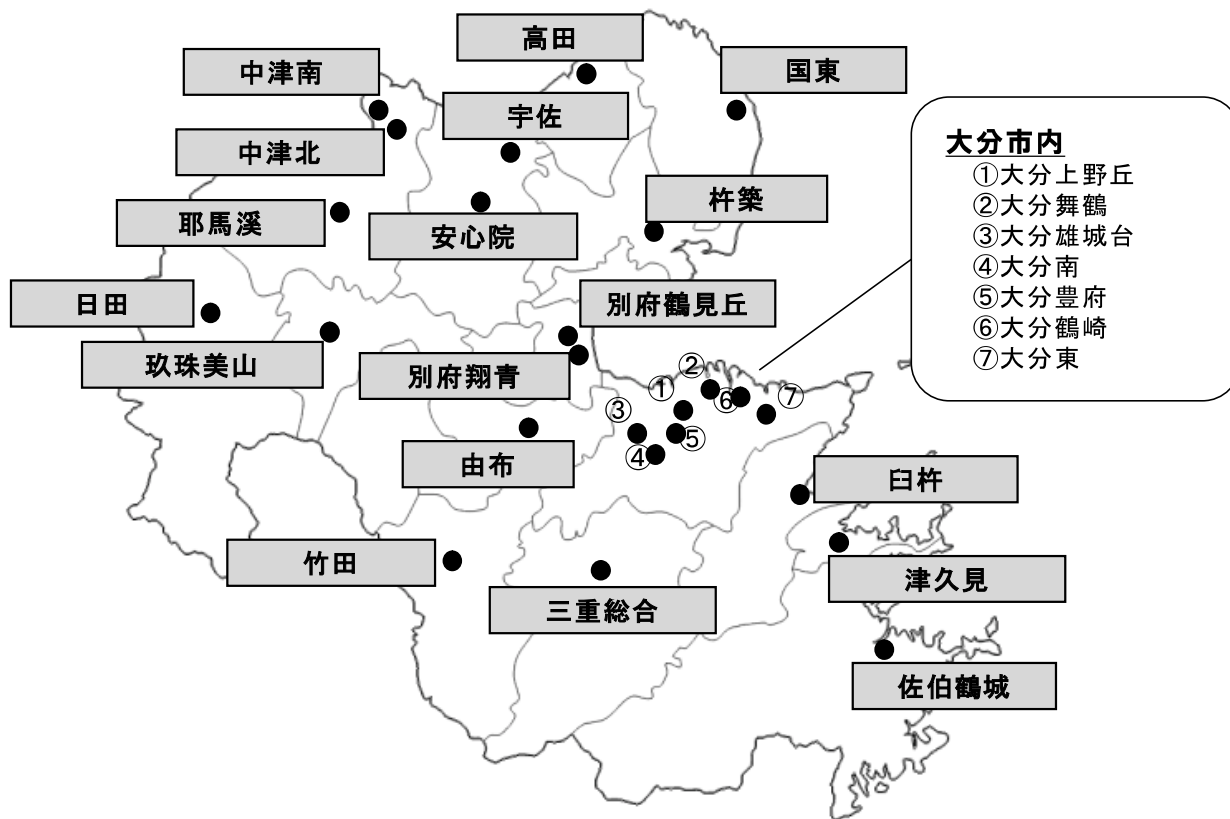 高田
中津南
国東
宇佐
中津北
大分市内
①大分上野丘
②大分舞鶴
③大分雄城台
④大分南
⑤大分豊府
⑥大分鶴崎
⑦大分東
杵築
耶馬溪
安心院
日田
別府鶴見丘
玖珠美山
別府翔青
②
①
⑥
⑦
③
⑤
④
由布
臼杵
竹田
津久見
三重総合
佐伯鶴城